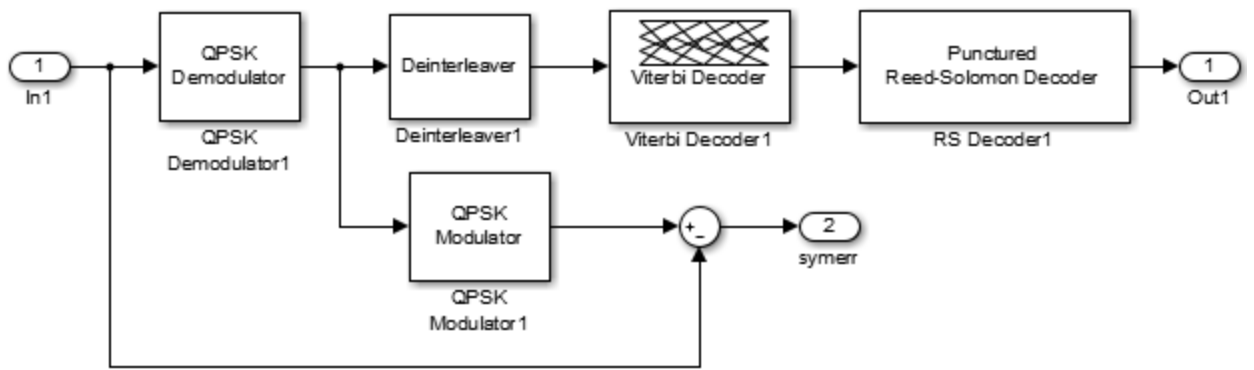 1
In1
QPSK
Demodulator
QPSK
Demodulator1
Deinterleaver
Deinterleaver1
Viterbi Decoder
Viterbi Decoder1
Punctured
Reed-Solomon Decoder
RS Decoder1
1
Out1
QPSK
Modulator
QPSK
Modulator1
+
−
2
symerr